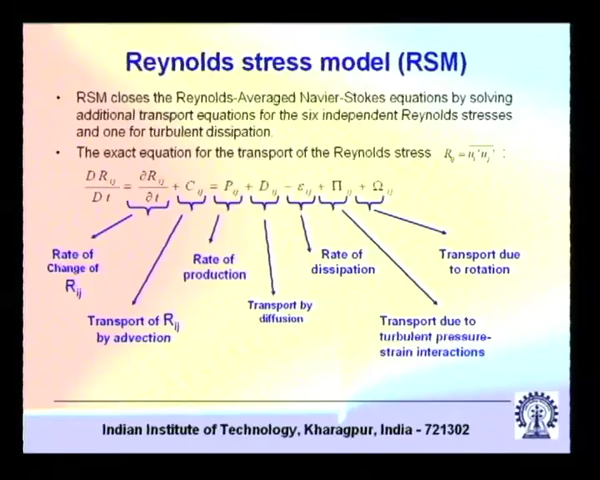 Reynolds stress model (RSM)
• RSM closes the Reynolds-Averaged Navier-Stokes equations by solving
additional transport equations for the six independent Reynolds stresses
and one for turbulent dissipation.
• The exact equation for the transport of the Reynolds stress R_ij = \overline{u_i' u_j'} :
\frac{D R_ij}{D t} = \frac{∂R_ij}{∂ t} + C_ij = P_ij + D_ij − ε_ij + Π_ij + Ω_ij
Rate of
Change of
R_ij
Transport of R_ij
by advection
Rate of
production
Transport by
diffusion
Rate of
dissipation
Transport due to
turbulent pressure-
strain interactions
Transport due
to rotation
Indian Institute of Technology, Kharagpur, India - 721302